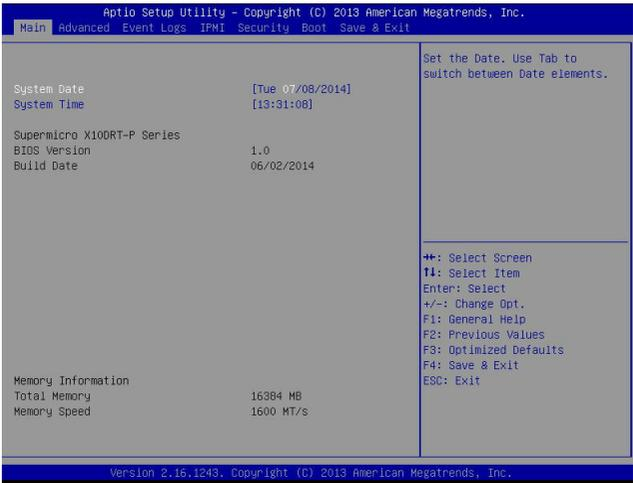 Aptio Setup Utility – Copyright (C) 2013 American Megatrends, Inc.
Main Advanced Event Logs IPMI Security Boot Save & Exit
System Date [Tue 07/08/2014]
System Time [13:31:08]
Supermicro X10DRT-P Series
BIOS Version 1.0
Build Date 06/02/2014
Memory Information
Total Memory 16384 MB
Memory Speed 1600 MT/s
Set the Date. Use Tab to
switch between Date elements.
→←: Select Screen
↑↓: Select Item
Enter: Select
+/-: Change Opt.
F1: General Help
F2: Previous Values
F3: Optimized Defaults
F4: Save & Exit
ESC: Exit
Version 2.16.1243. Copyright (C) 2013 American Megatrends, Inc.